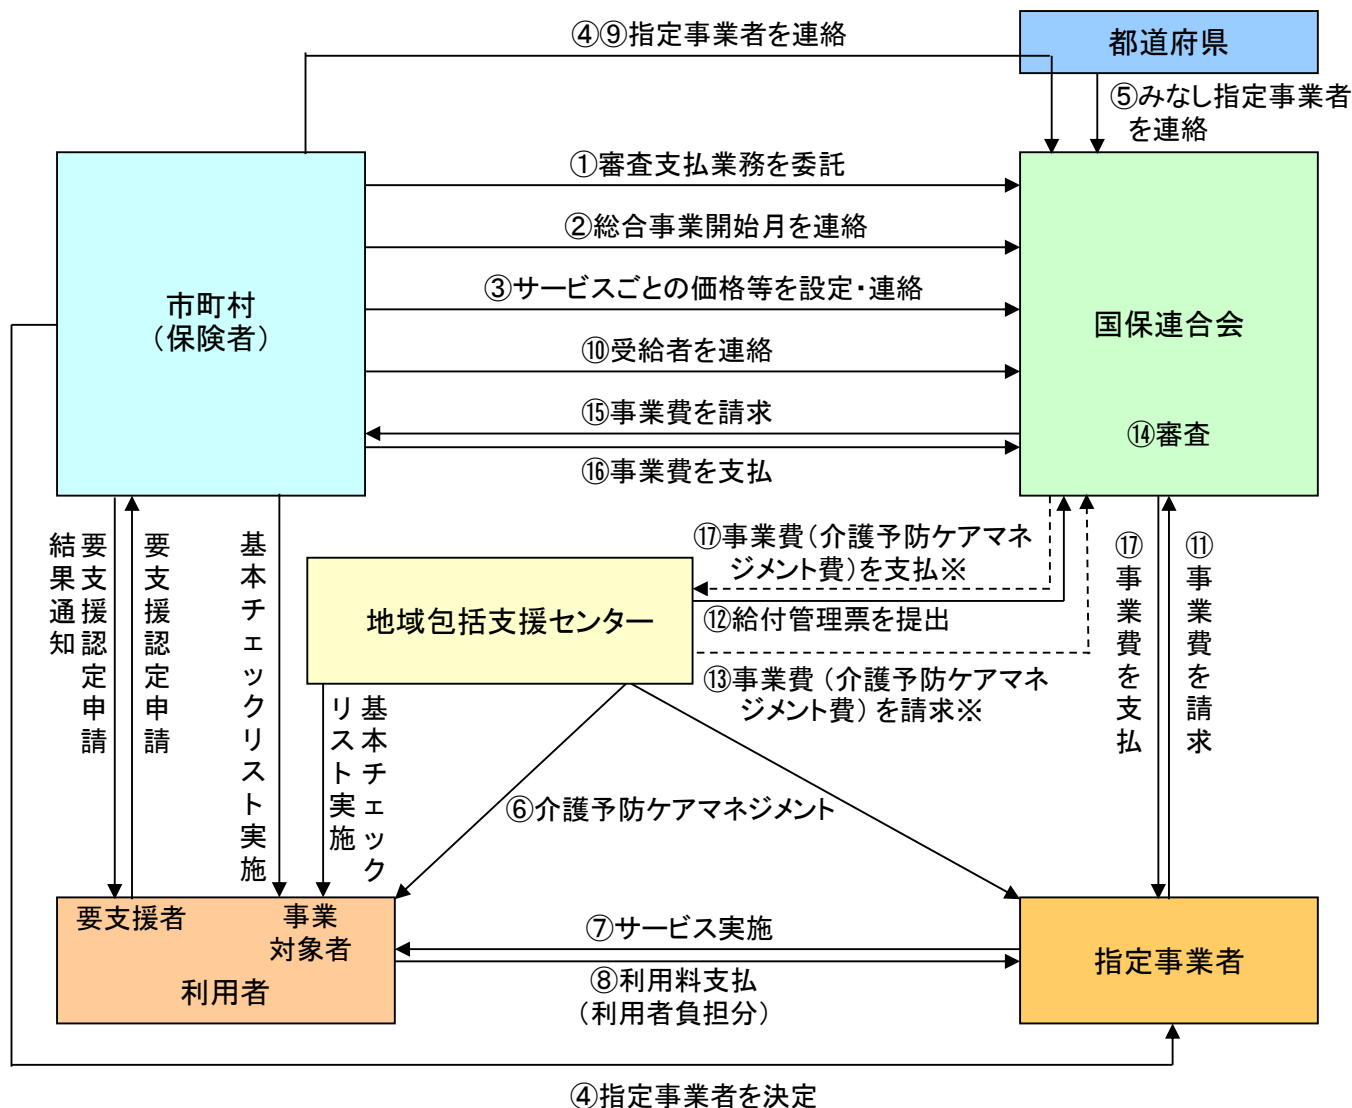 ④⑨指定事業者を連絡
都道府県
⑤みなし指定事業者
を連絡
①審査支払業務を委託
②総合事業開始月を連絡
③サービスごとの価格等を設定・連絡
市町村
（保険者）
国保連合会
⑩受給者を連絡
⑮事業費を請求
⑭審査
⑯事業費を支払
要支援認定申請
結果通知
要支援認定申請
基本チェックリスト実施
⑰事業費（介護予防ケアマネ
ジメント費）を支払※
地域包括支援センター
⑫給付管理票を提出
⑬事業費（介護予防ケアマネ
ジメント費）を請求※
⑰事業費を支払
⑪事業費を請求
基本チェック
リスト実施
⑥介護予防ケアマネジメント
要支援者
事業
対象者
利用者
⑦サービス実施
⑧利用料支払
（利用者負担分）
指定事業者
④指定事業者を決定